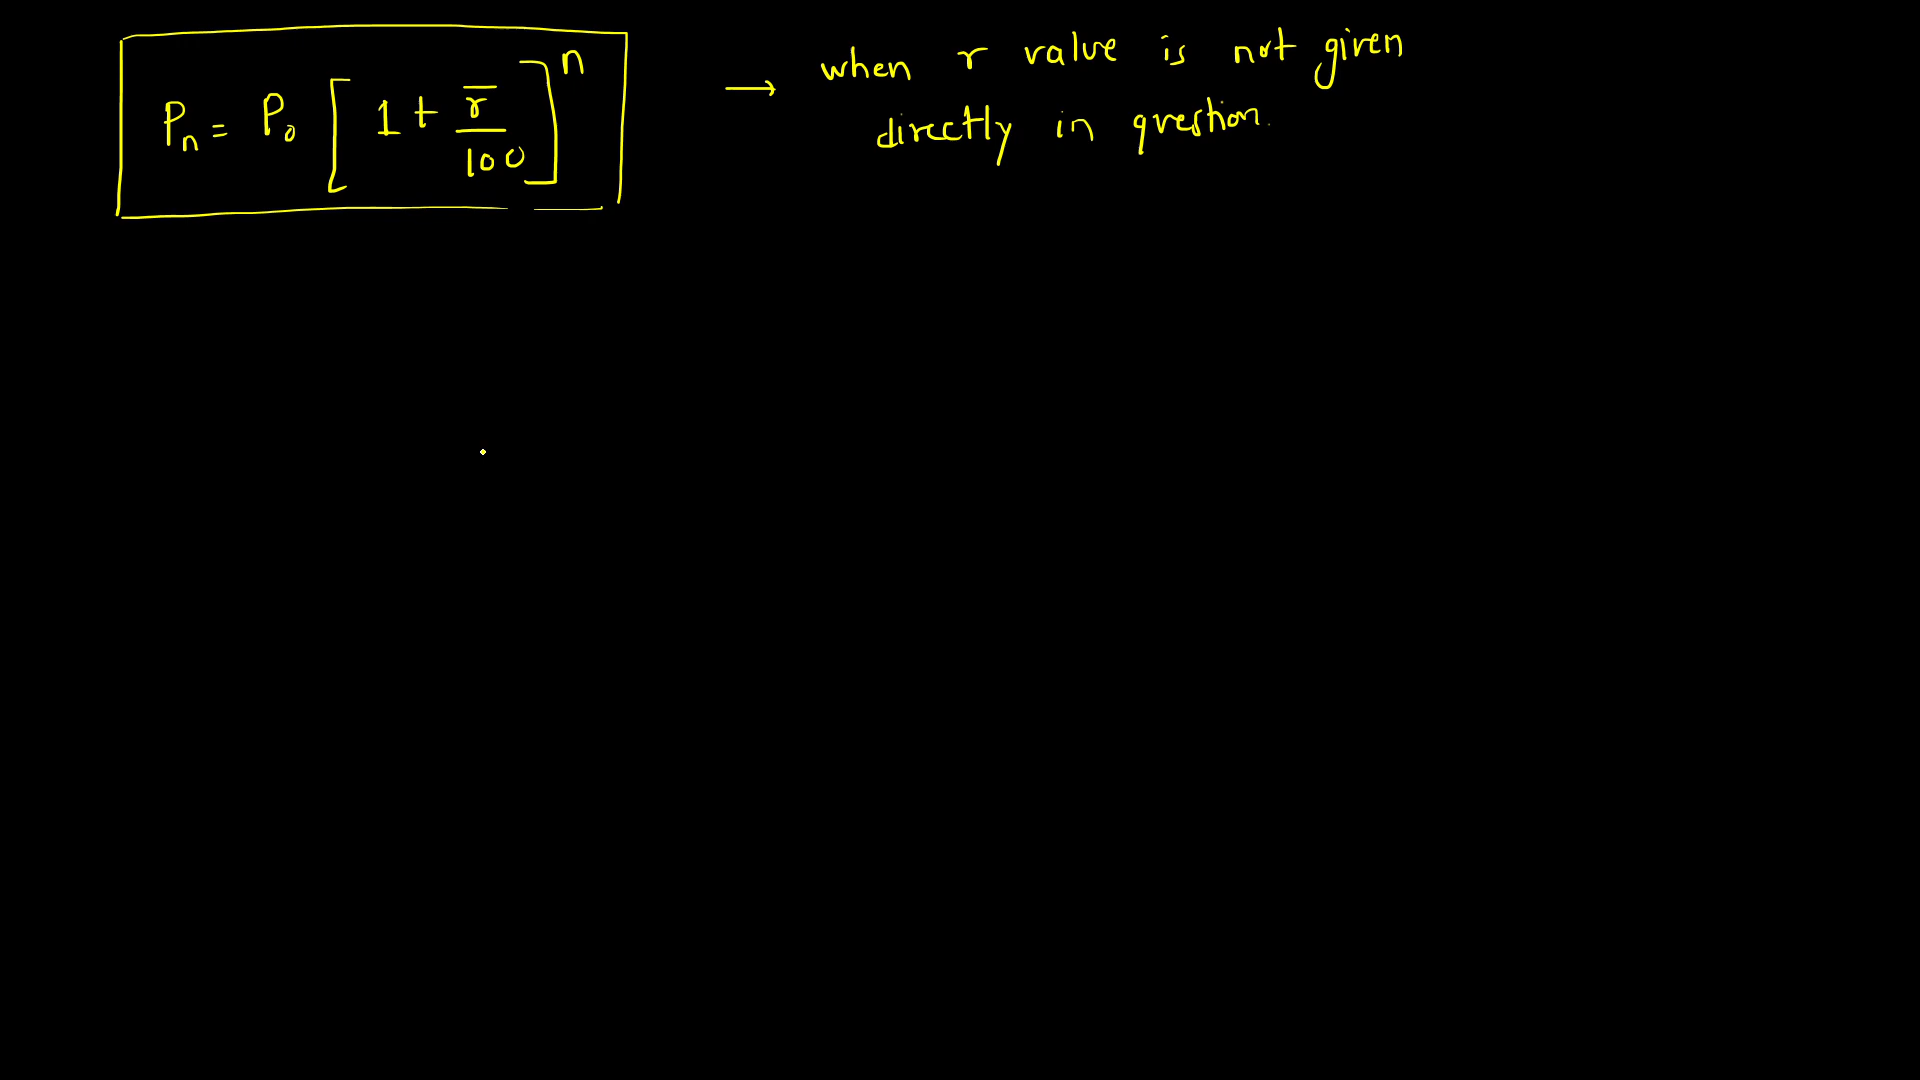 Pn = P₀ [ 1 + r̅/100 ]ⁿ → when r value is not given
directly in question.